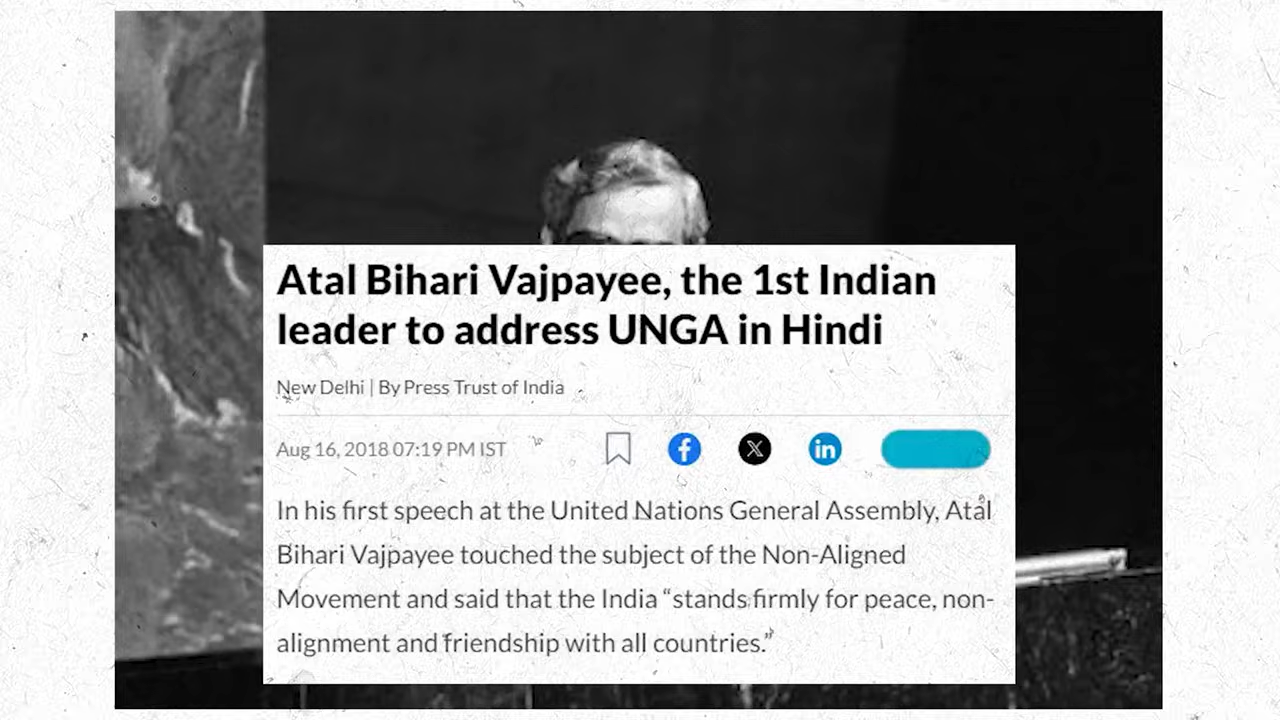 Atal Bihari Vajpayee, the 1st Indian
leader to address UNGA in Hindi
New Delhi | By Press Trust of India
Aug 16, 2018 07:19 PM IST
In his first speech at the United Nations General Assembly, Atal
Bihari Vajpayee touched the subject of the Non-Aligned
Movement and said that the India “stands firmly for peace, non-
alignment and friendship with all countries.”